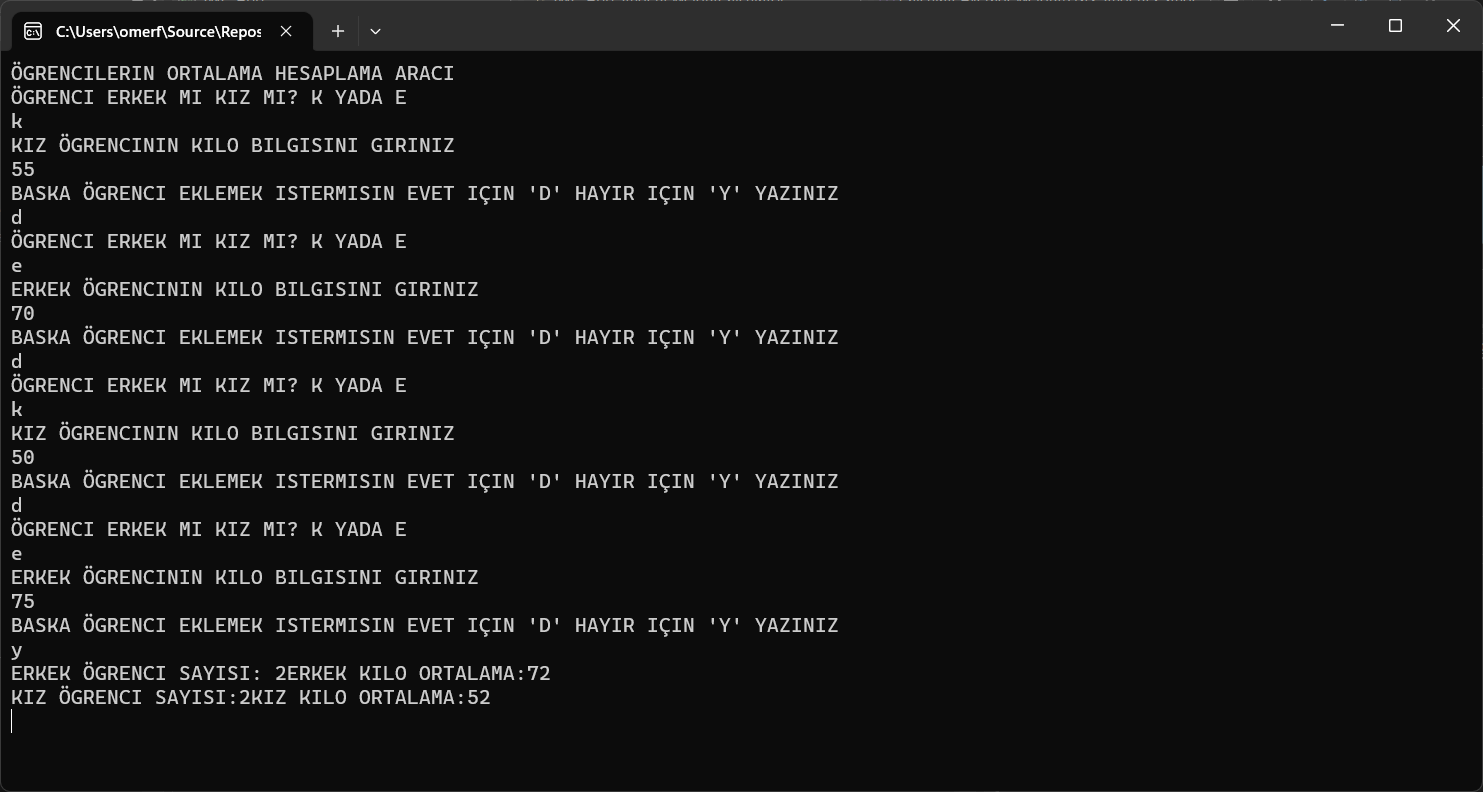 C:\Users\omerf\Source\Repos
ÖGRENCILERIN ORTALAMA HESAPLAMA ARACI
ÖGRENCI ERKEK MI KIZ MI? K YADA E
k
KIZ ÖGRENCININ KILO BILGISINI GIRINIZ
55
BASKA ÖGRENCI EKLEMEK ISTERMISIN EVET IÇIN 'D' HAYIR IÇIN 'Y' YAZINIZ
d
ÖGRENCI ERKEK MI KIZ MI? K YADA E
e
ERKEK ÖGRENCININ KILO BILGISINI GIRINIZ
70
BASKA ÖGRENCI EKLEMEK ISTERMISIN EVET IÇIN 'D' HAYIR IÇIN 'Y' YAZINIZ
d
ÖGRENCI ERKEK MI KIZ MI? K YADA E
k
KIZ ÖGRENCININ KILO BILGISINI GIRINIZ
50
BASKA ÖGRENCI EKLEMEK ISTERMISIN EVET IÇIN 'D' HAYIR IÇIN 'Y' YAZINIZ
d
ÖGRENCI ERKEK MI KIZ MI? K YADA E
e
ERKEK ÖGRENCININ KILO BILGISINI GIRINIZ
75
BASKA ÖGRENCI EKLEMEK ISTERMISIN EVET IÇIN 'D' HAYIR IÇIN 'Y' YAZINIZ
y
ERKEK ÖGRENCI SAYISI: 2ERKEK KILO ORTALAMA:72
KIZ ÖGRENCI SAYISI:2KIZ KILO ORTALAMA:52